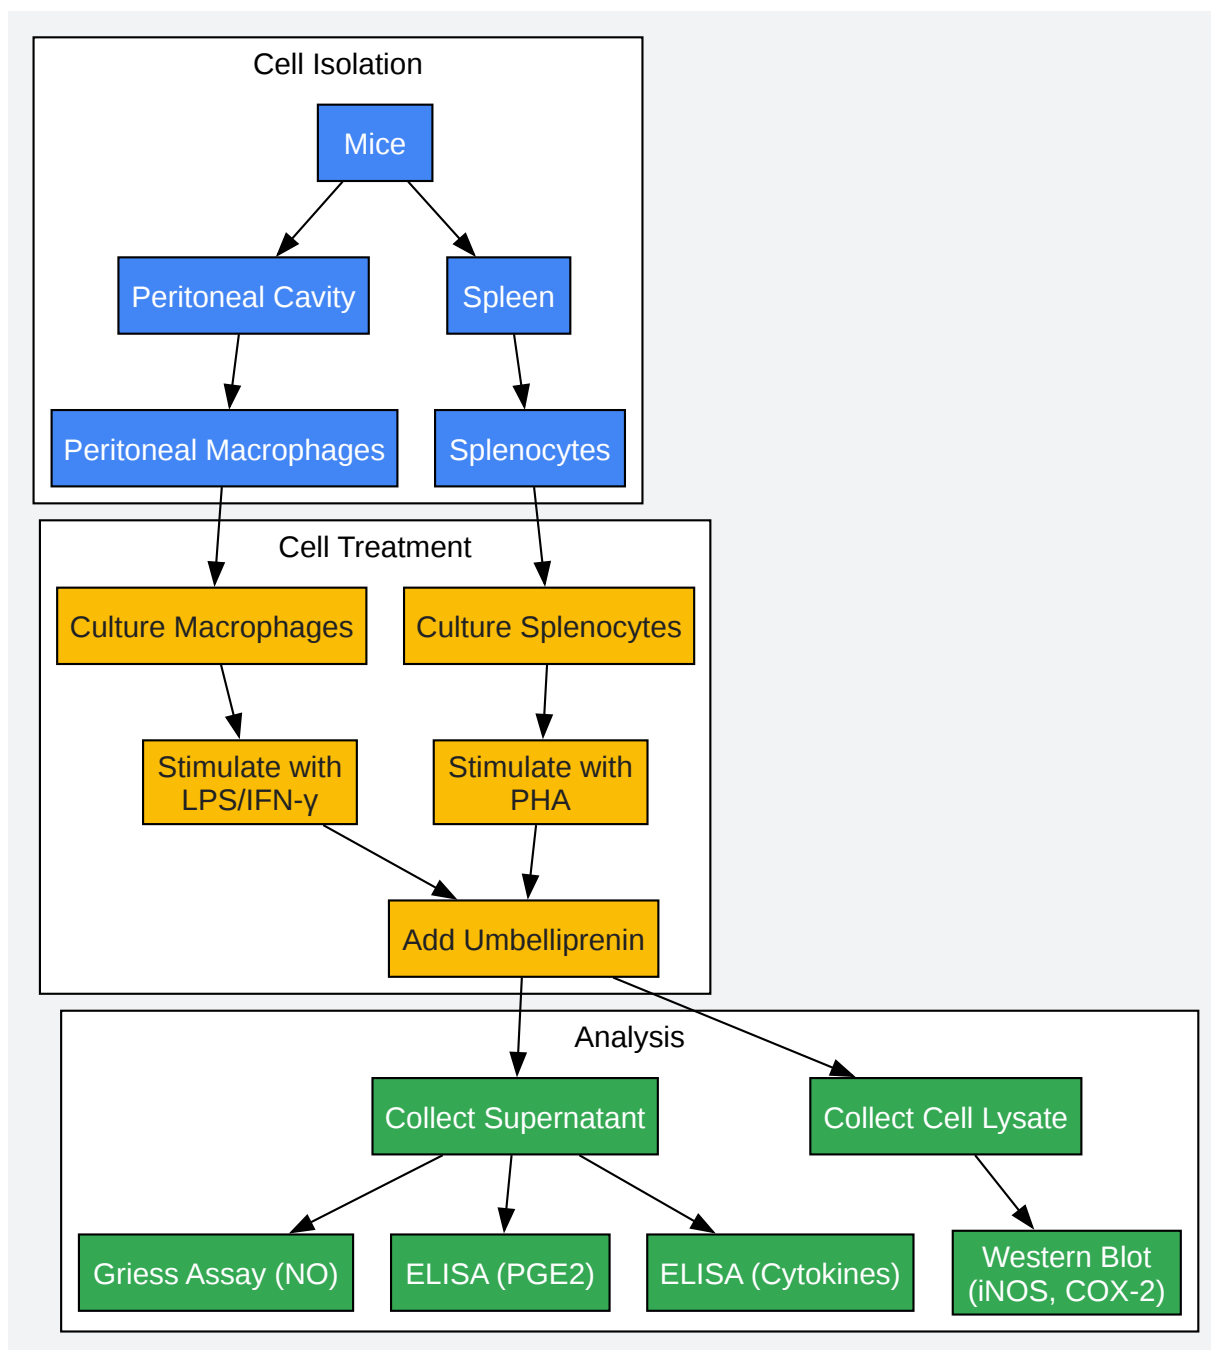 Cell Isolation
Mice
Peritoneal Cavity
Spleen
Peritoneal Macrophages
Splenocytes
Cell Treatment
Culture Macrophages
Culture Splenocytes
Stimulate with
LPS/IFN-γ
Stimulate with
PHA
Add Umbelliprenin
Analysis
Collect Supernatant
Collect Cell Lysate
Griess Assay (NO)
ELISA (PGE2)
ELISA (Cytokines)
Western Blot
(iNOS, COX-2)